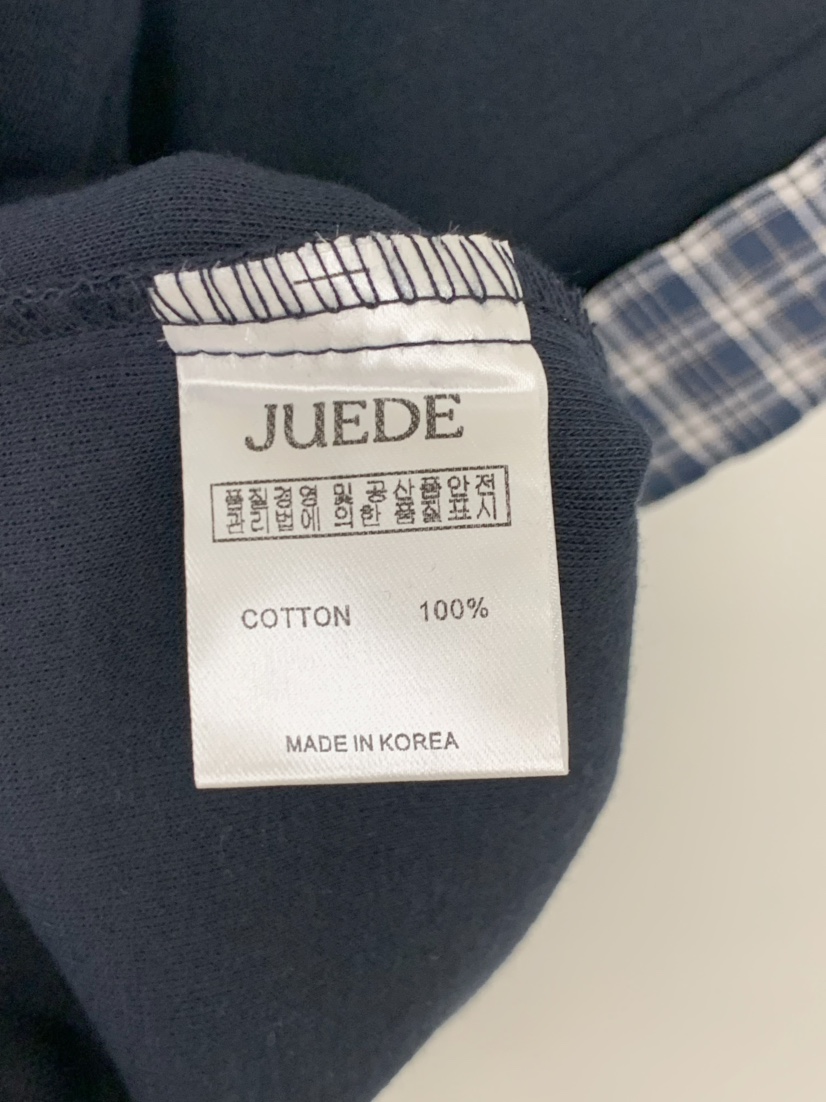 JUEDE
품질경영 및 공산품안전
관리법에 의한 품질표시
COTTON 100%
MADE IN KOREA